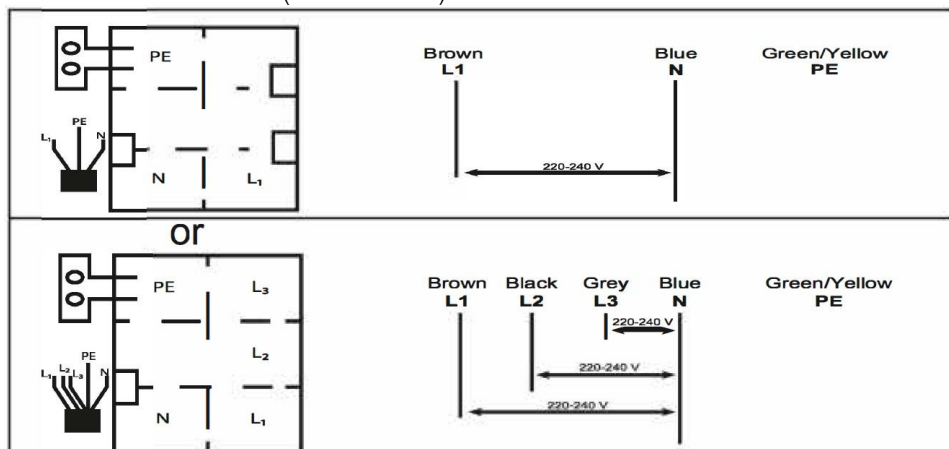 PE
Brown Blue Green/Yellow
L1 N PE
L₁ PE N
220-240 V
N L₁
or
PE L₃
Brown Black Grey Blue Green/Yellow
L1 L2 L3 N PE
220-240 V
L₂
L₁ L₂ L₃ PE N
220-240 V
220-240 V
N L₁